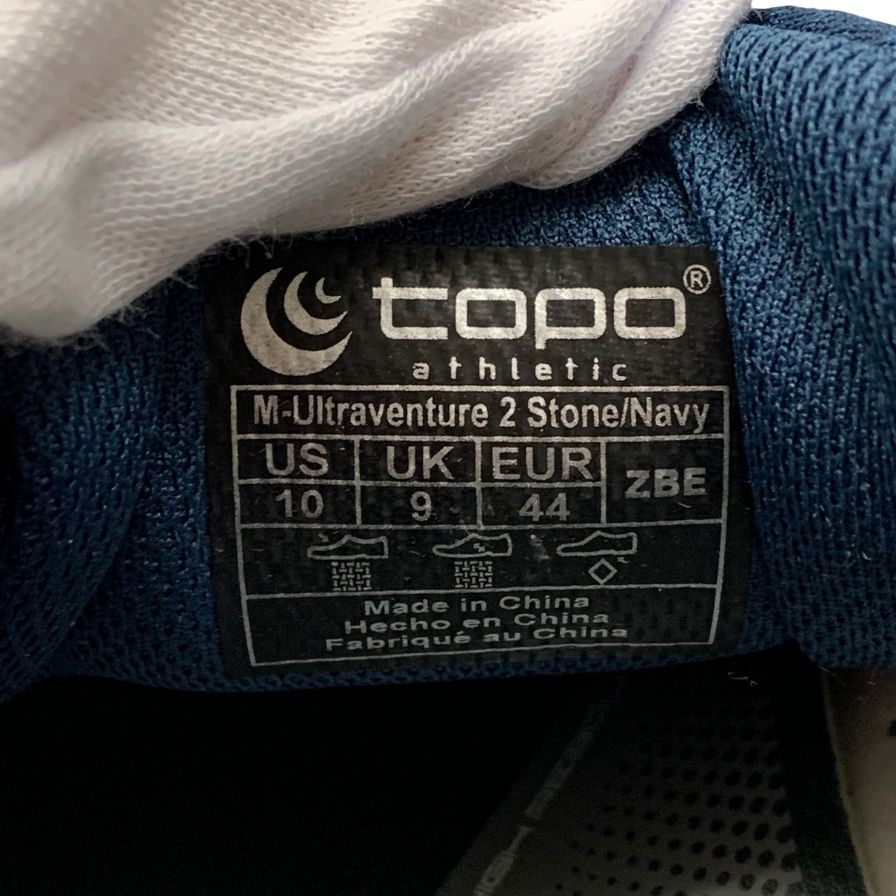 topo®
athletic
M-Ultraventure 2 Stone/Navy
US UK EUR ZBE
10 9 44
Made in China
Hecho en China
Fabriqué au China